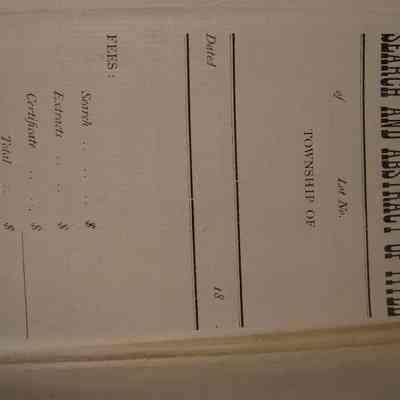 SEARCH AND ABSTRACT OF TITLE
Lot No.
of
TOWNSHIP OF
Dated 18 .
FEES:
Search . . . . $
Extracts . . . . $
Certificate . . . . $
Total . . $